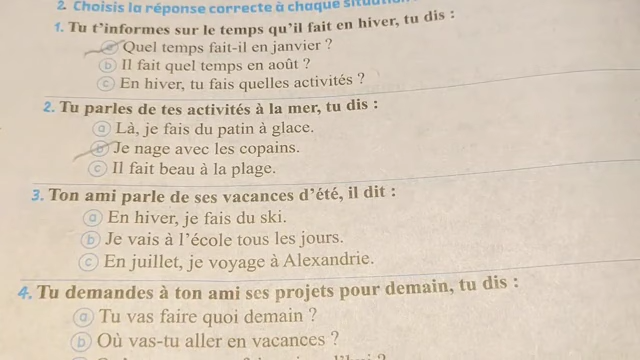 2. Choisis la réponse correcte à chaque situation
1. Tu t'informes sur le temps qu'il fait en hiver, tu dis :
a Quel temps fait-il en janvier ?
b Il fait quel temps en août ?
c En hiver, tu fais quelles activités ?
2. Tu parles de tes activités à la mer, tu dis :
a Là, je fais du patin à glace.
b Je nage avec les copains.
c Il fait beau à la plage.
3. Ton ami parle de ses vacances d'été, il dit :
a En hiver, je fais du ski.
b Je vais à l'école tous les jours.
c En juillet, je voyage à Alexandrie.
4. Tu demandes à ton ami ses projets pour demain, tu dis :
a Tu vas faire quoi demain ?
b Où vas-tu aller en vacances ?